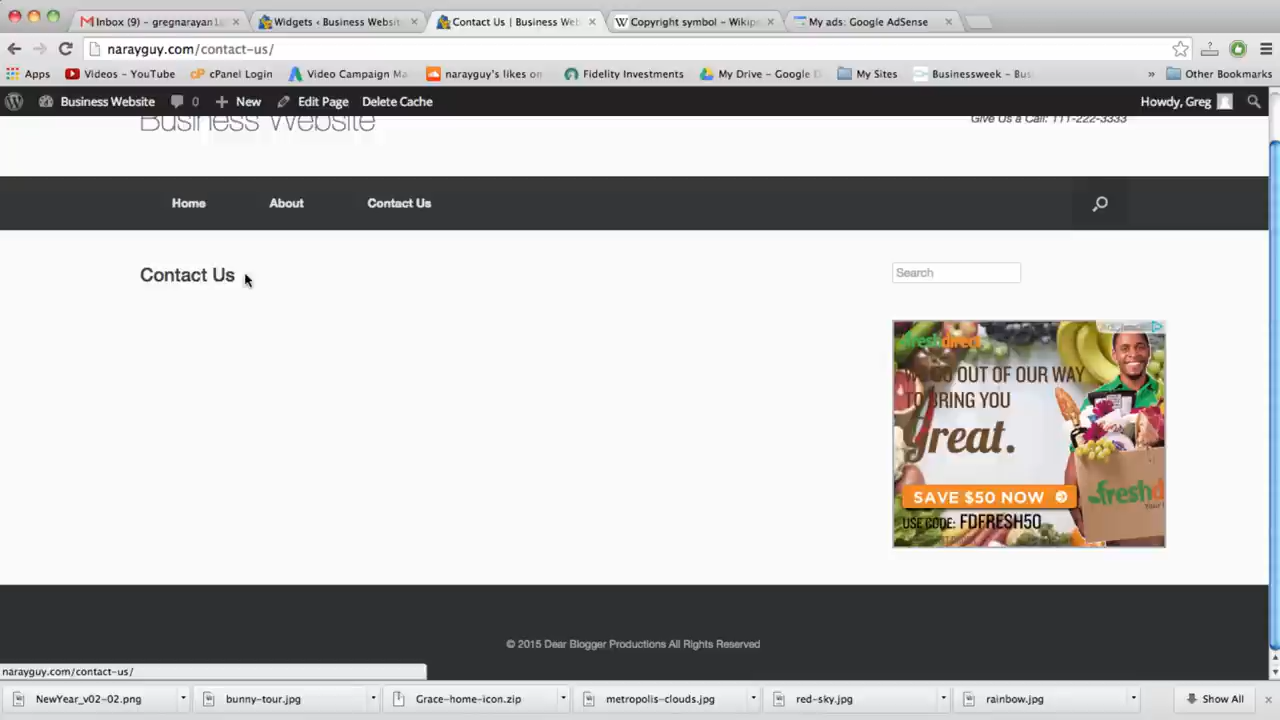 Inbox (9) - gregnarayan1
Widgets ‹ Business Websit
Contact Us | Business Web
Copyright symbol - Wikipe
My ads: Google AdSense
narayguy.com/contact-us/
Apps
Videos - YouTube
cPanel Login
Video Campaign Ma
narayguy's likes on
Fidelity Investments
My Drive - Google D
My Sites
Businessweek - Bus
»
Other Bookmarks
Business Website
0
New
Edit Page
Delete Cache
Howdy, Greg
Business Website
Give Us a Call: 111-222-3333
Home
About
Contact Us
Contact Us
Search
freshdirect
GO OUT OF OUR WAY
TO BRING YOU
Great.
SAVE $50 NOW
USE CODE: FDFRESH50
freshd
© 2015 Dear Blogger Productions All Rights Reserved
narayguy.com/contact-us/
NewYear_v02-02.png
bunny-tour.jpg
Grace-home-icon.zip
metropolis-clouds.jpg
red-sky.jpg
rainbow.jpg
Show All